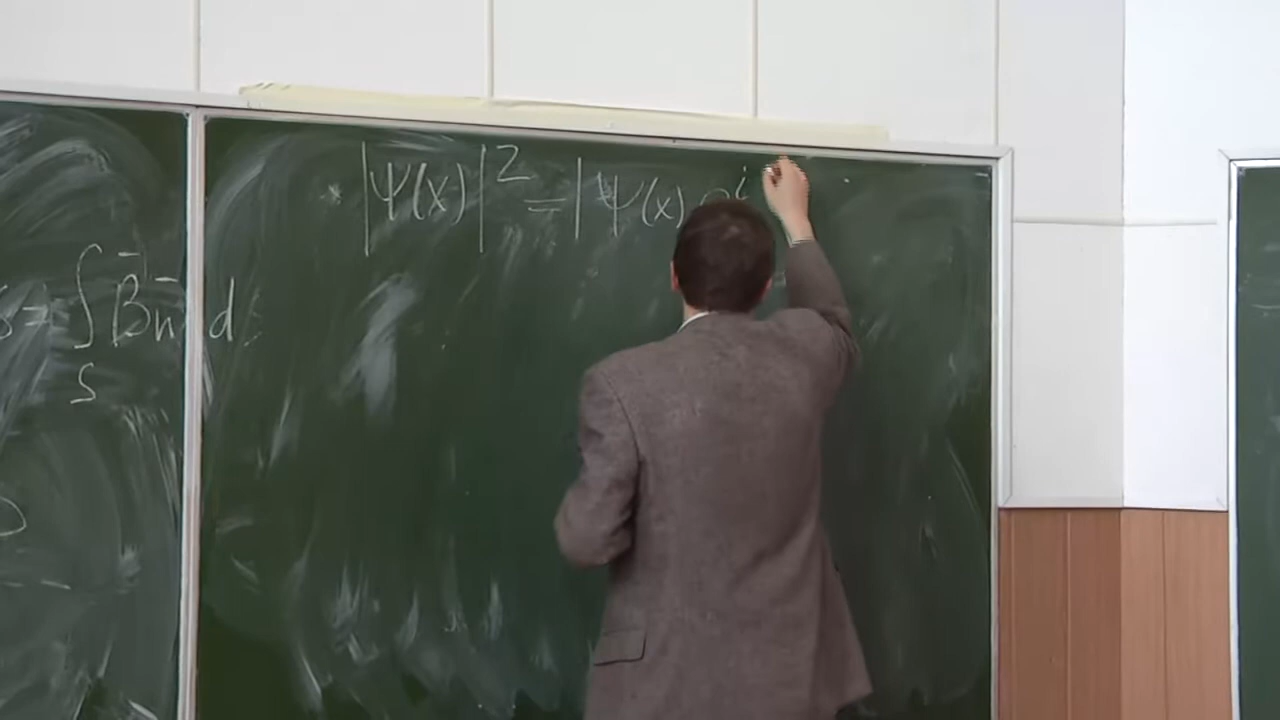 |Ψ(x)|² = |Ψ(x) e^i
∫ B̄n̄ d
S